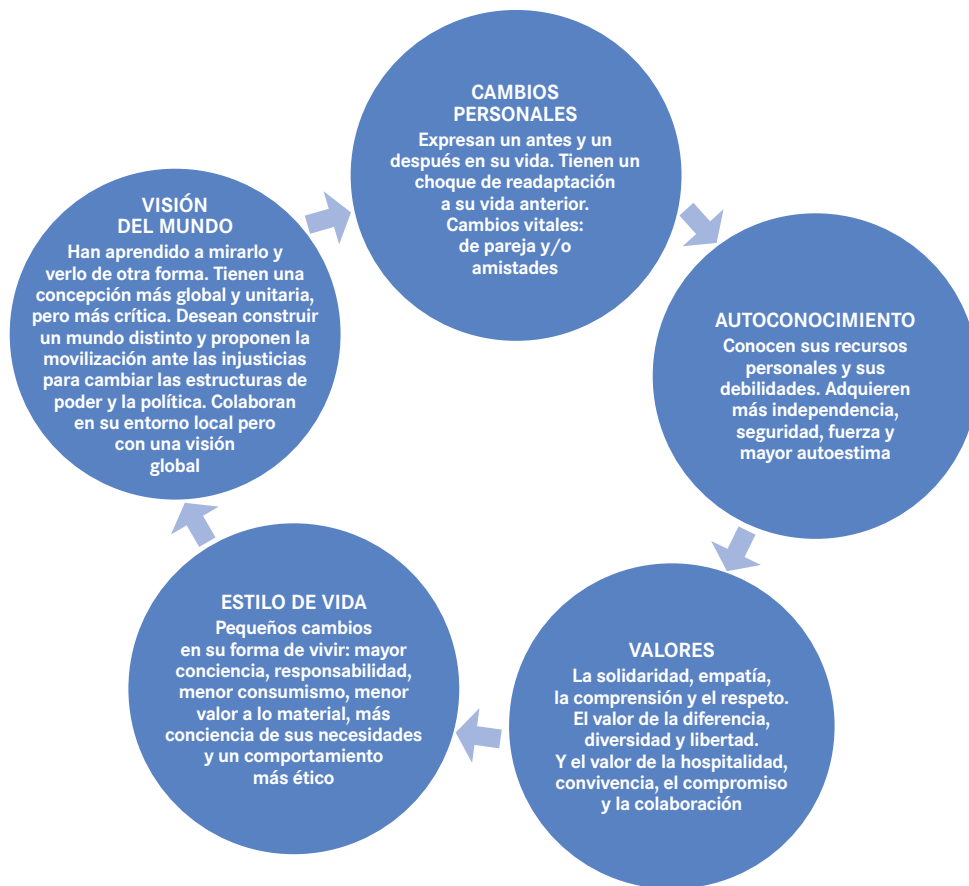 CAMBIOS
PERSONALES
Expresan un antes y un
después en su vida. Tienen un
choque de readaptación
a su vida anterior.
Cambios vitales:
de pareja y/o
amistades
AUTOCONOCIMIENTO
Conocen sus recursos
personales y sus
debilidades. Adquieren
más independencia,
seguridad, fuerza y
mayor autoestima
VALORES
La solidaridad, empatía,
la comprensión y el respeto.
El valor de la diferencia,
diversidad y libertad.
Y el valor de la hospitalidad,
convivencia, el compromiso
y la colaboración
ESTILO DE VIDA
Pequeños cambios
en su forma de vivir: mayor
conciencia, responsabilidad,
menor consumismo, menor
valor a lo material, más
conciencia de sus necesidades
y un comportamiento
más ético
VISIÓN
DEL MUNDO
Han aprendido a mirarlo y
verlo de otra forma. Tienen una
concepción más global y unitaria,
pero más crítica. Desean construir
un mundo distinto y proponen la
movilización ante las injusticias
para cambiar las estructuras de
poder y la política. Colaboran
en su entorno local pero
con una visión
global